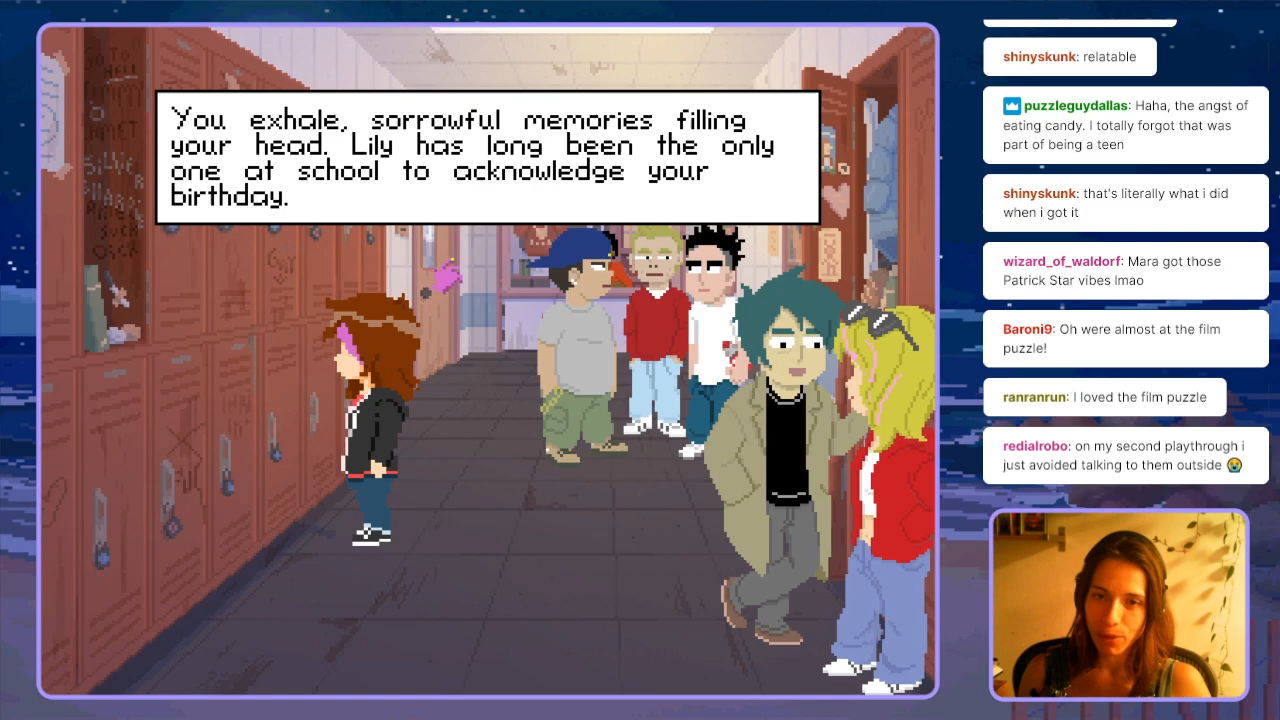 You exhale, sorrowful memories filling
your head. Lily has long been the only
one at school to acknowledge your
birthday.
shinyskunk: relatable
puzzleguydallas: Haha, the angst of
eating candy. I totally forgot that was
part of being a teen
shinyskunk: that's literally what i did
when i got it
wizard_of_waldorf: Mara got those
Patrick Star vibes lmao
Baroni9: Oh were almost at the film
puzzle!
ranranrun: I loved the film puzzle
redialrobo: on my second playthrough i
just avoided talking to them outside 😭